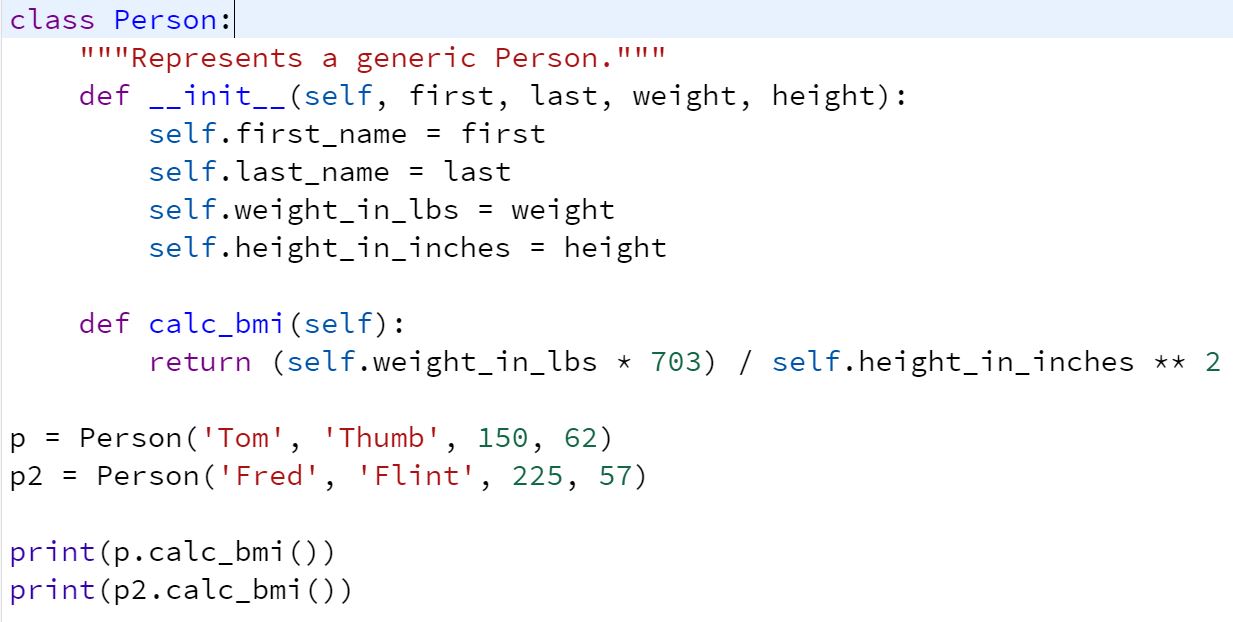 class Person:
    """Represents a generic Person."""
    def __init__(self, first, last, weight, height):
        self.first_name = first
        self.last_name = last
        self.weight_in_lbs = weight
        self.height_in_inches = height

    def calc_bmi(self):
        return (self.weight_in_lbs * 703) / self.height_in_inches ** 2

p = Person('Tom', 'Thumb', 150, 62)
p2 = Person('Fred', 'Flint', 225, 57)

print(p.calc_bmi())
print(p2.calc_bmi())